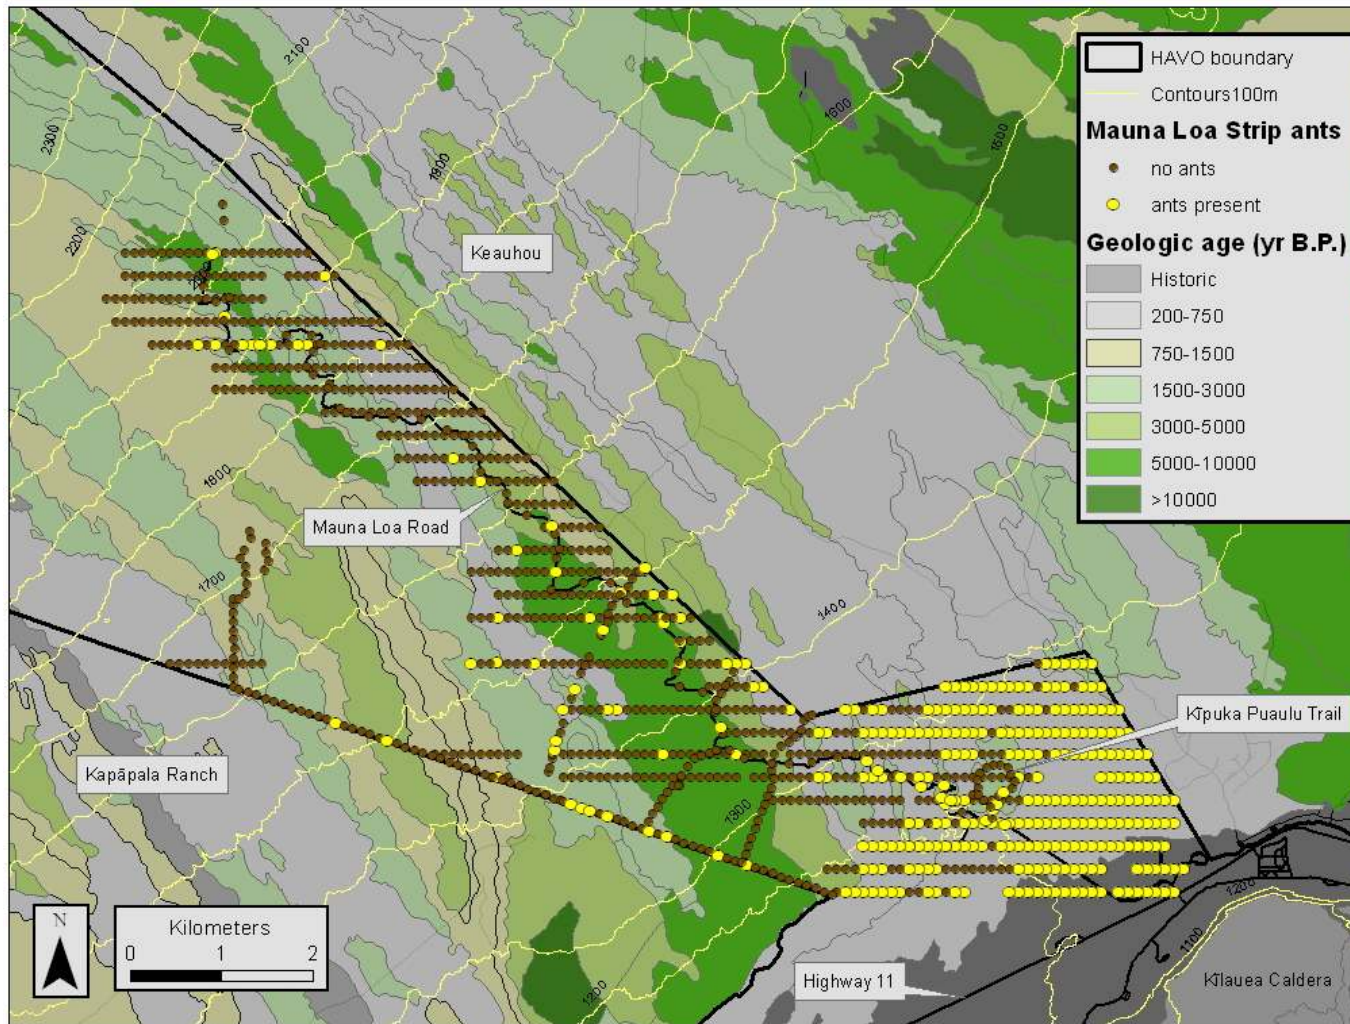 HAVO boundary
Contours100m
Mauna Loa Strip ants
no ants
ants present
Geologic age (yr B.P.)
Historic
200-750
750-1500
1500-3000
3000-5000
5000-10000
>10000
2100
2300
1600
1900
2200
Keauhou
1800
Mauna Loa Road
1700
1400
Kīpuka Puaulu Trail
Kapāpala Ranch
1300
N
Kilometers
0 1 2
1200
1200
1100
Highway 11
Kīlauea Caldera